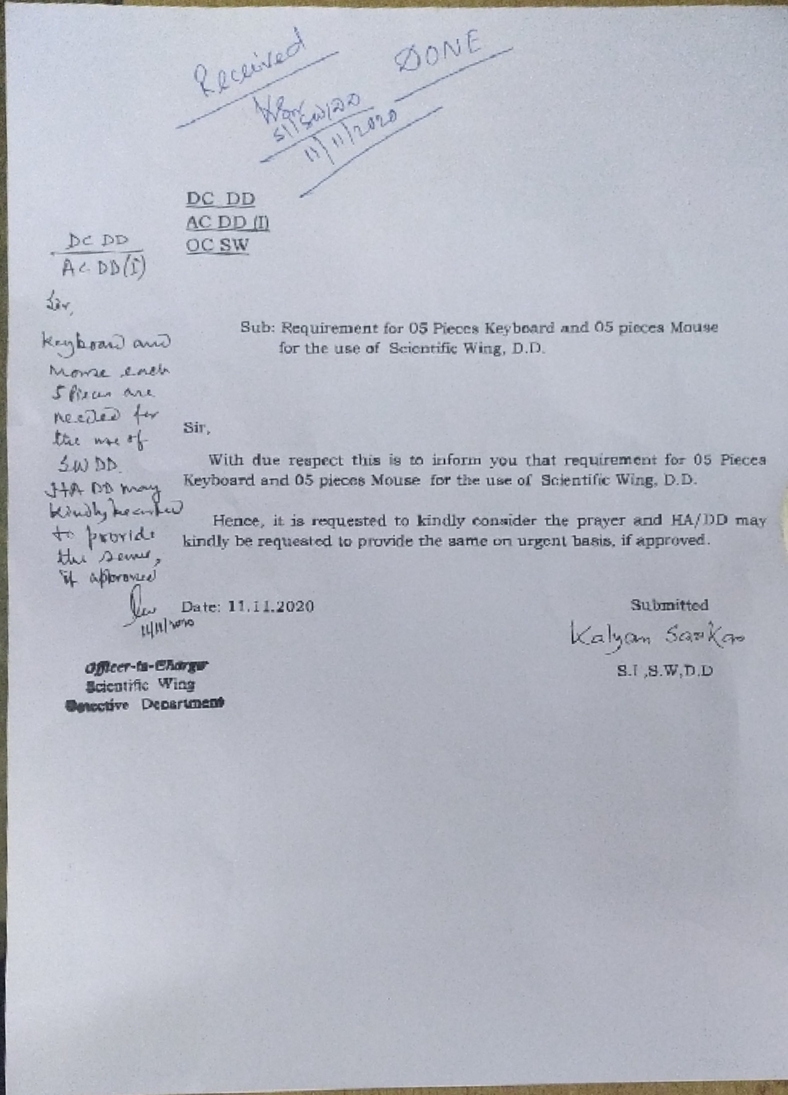 Received
DONE
SI/SW/DD
11/11/2020
DC DD
AC DD (I)
OC SW
DC DD
AC DD(I)
Sir,
Keyboard and
Mouse each
5 Pieces are
needed for
the use of
SW DD.
HA DD may
kindly
to provide
the same,
if approved
11/11/2020
Officer-in-Charge
Scientific Wing
Detective Department
Sub: Requirement for 05 Pieces Keyboard and 05 pieces Mouse
for the use of Scientific Wing, D.D.
Sir,
With due respect this is to inform you that requirement for 05 Pieces
Keyboard and 05 pieces Mouse for the use of Scientific Wing, D.D.
Hence, it is requested to kindly consider the prayer and HA/DD may
kindly be requested to provide the same on urgent basis, if approved.
Date: 11.11.2020
Submitted
Kalyan Sarkar
S.I ,S.W,D.D